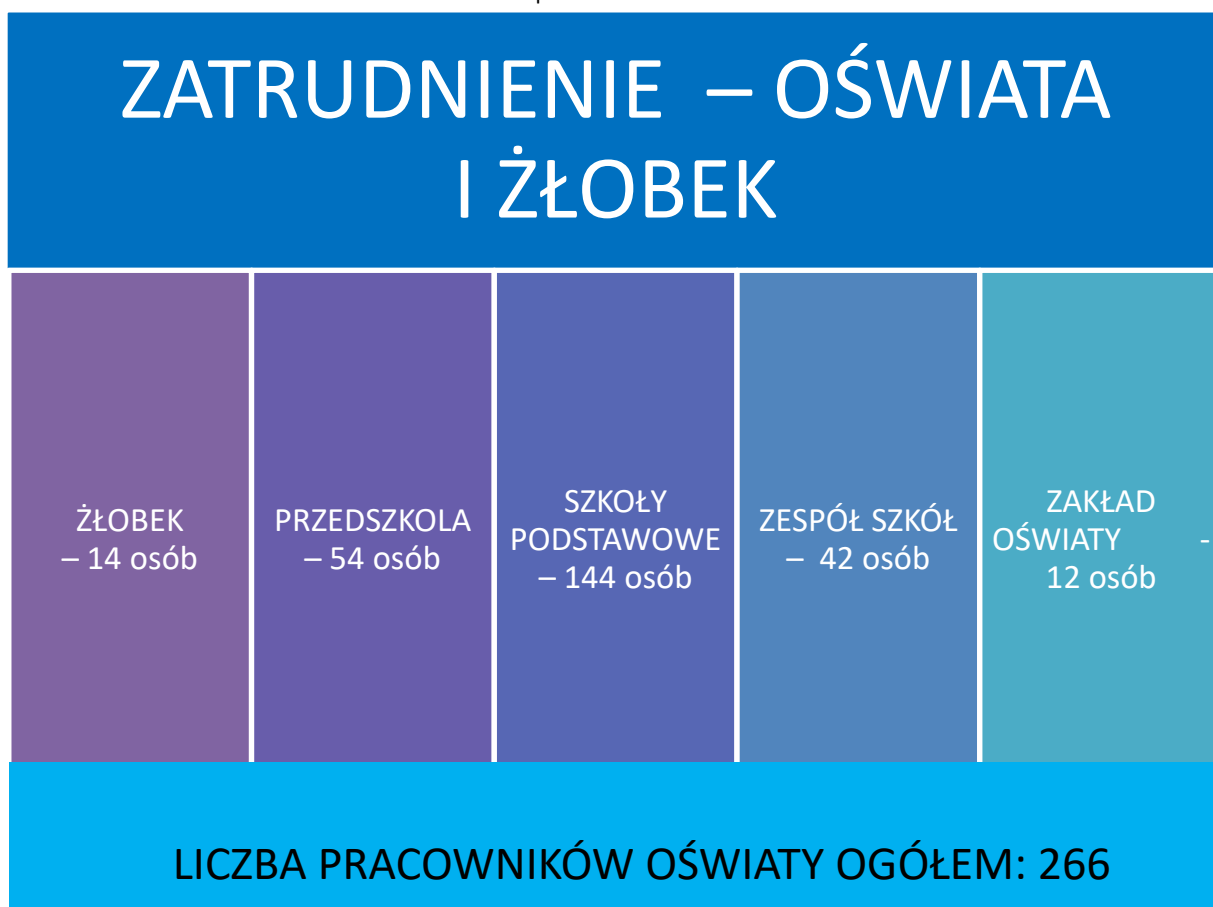 ZATRUDNIENIE – OŚWIATA
I ŻŁOBEK
ŻŁOBEK
– 14 osób
PRZEDSZKOLA
– 54 osób
SZKOŁY
PODSTAWOWE
– 144 osób
ZESPÓŁ SZKÓŁ
– 42 osób
ZAKŁAD
OŚWIATY -
12 osób
LICZBA PRACOWNIKÓW OŚWIATY OGÓŁEM: 266